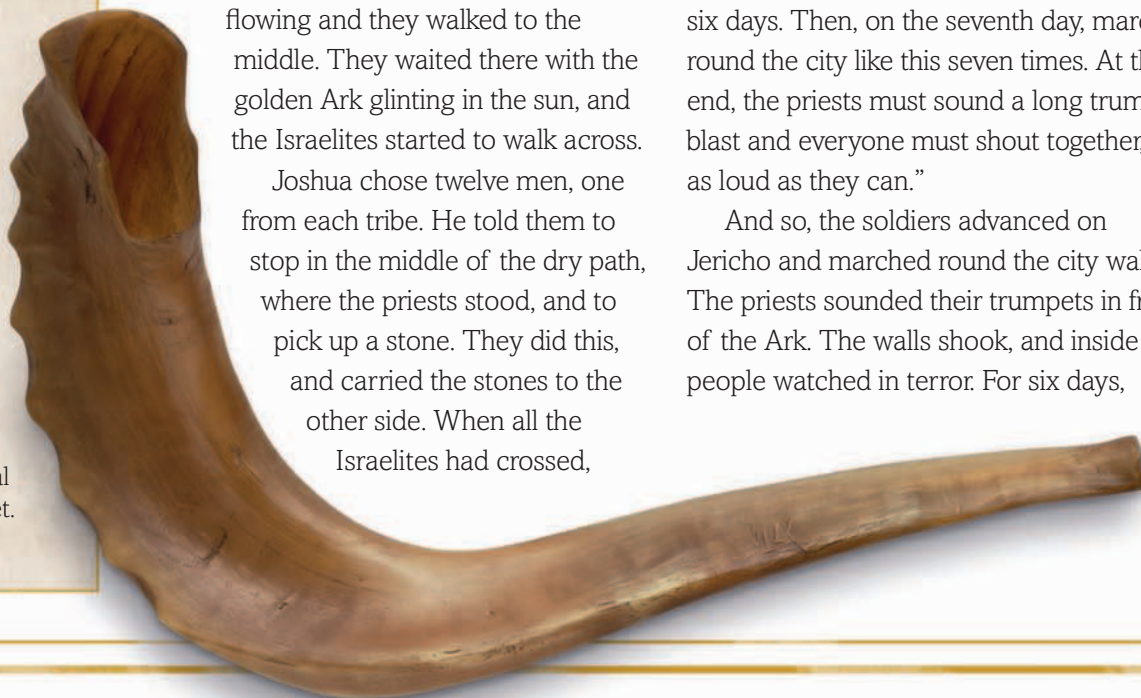 flowing and they walked to the
middle. They waited there with the
golden Ark glinting in the sun, and
the Israelites started to walk across.
Joshua chose twelve men, one
from each tribe. He told them to
stop in the middle of the dry path,
where the priests stood, and to
pick up a stone. They did this,
and carried the stones to the
other side. When all the
Israelites had crossed,
six days. Then, on the seventh day,
round the city like this seven times. At
end, the priests must sound a long
blast and everyone must shout together,
as loud as they can.”
And so, the soldiers advanced on
Jericho and marched round the city
The priests sounded their trumpets in
of the Ark. The walls shook, and inside
people watched in terror. For six days,